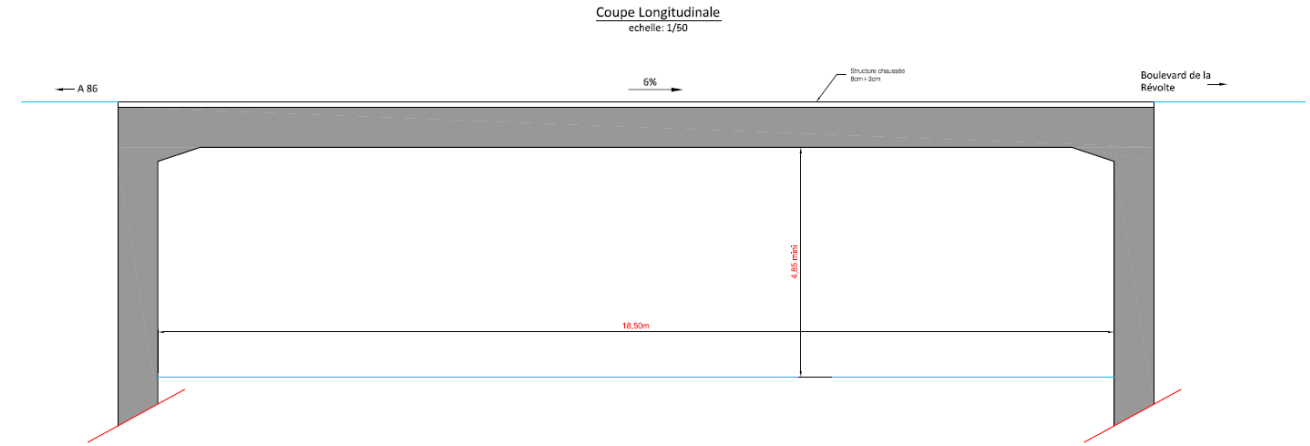 Coupe Longitudinale
echelle: 1/50
A 86
6%
Structure chaussée
8cm+3cm
Boulevard de la
Révolte
4,85 mini
18,50m